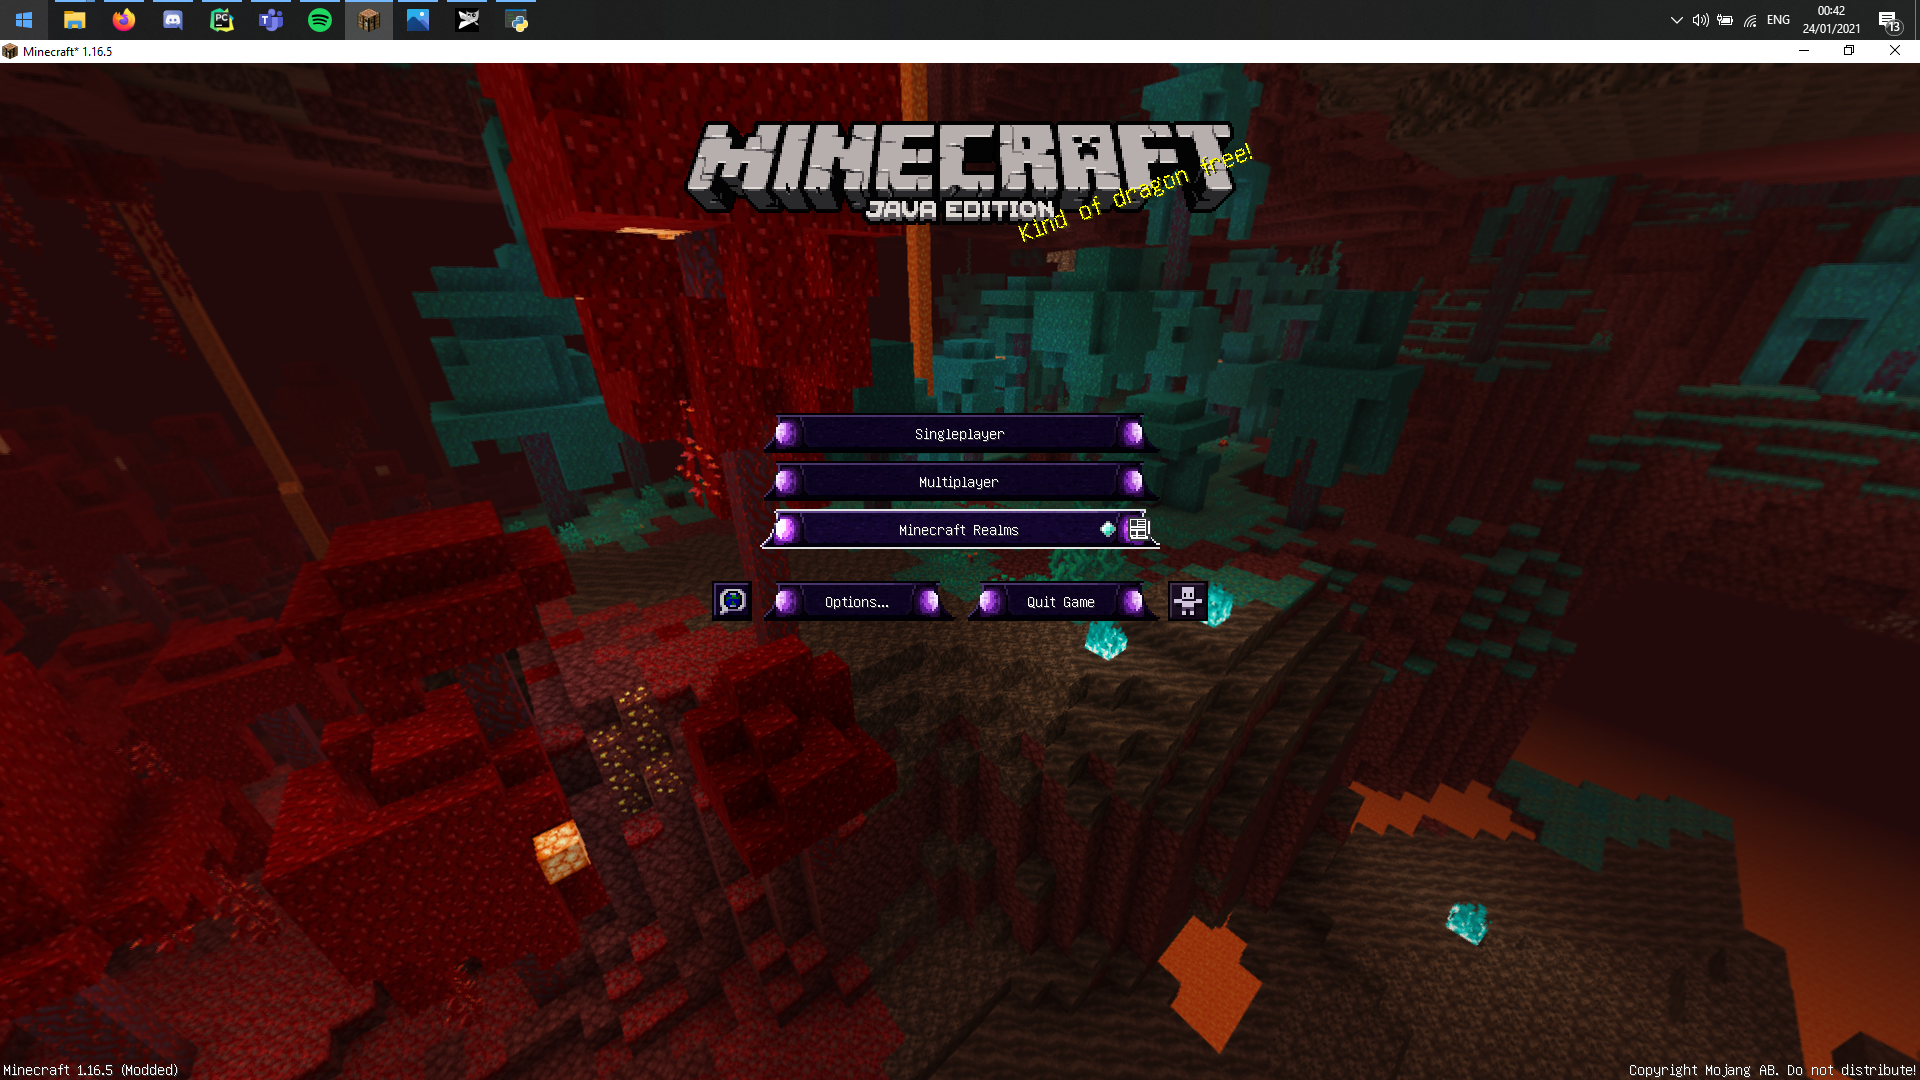 ENG
00:42
24/01/2021
13
PC
T
Minecraft* 1.16.5
MINECRAFT
JAVA EDITION
Kind of dragon free!
Singleplayer
Multiplayer
Minecraft Realms
Options...
Quit Game
Minecraft 1.16.5 (Modded)
Copyright Mojang AB. Do not distribute!